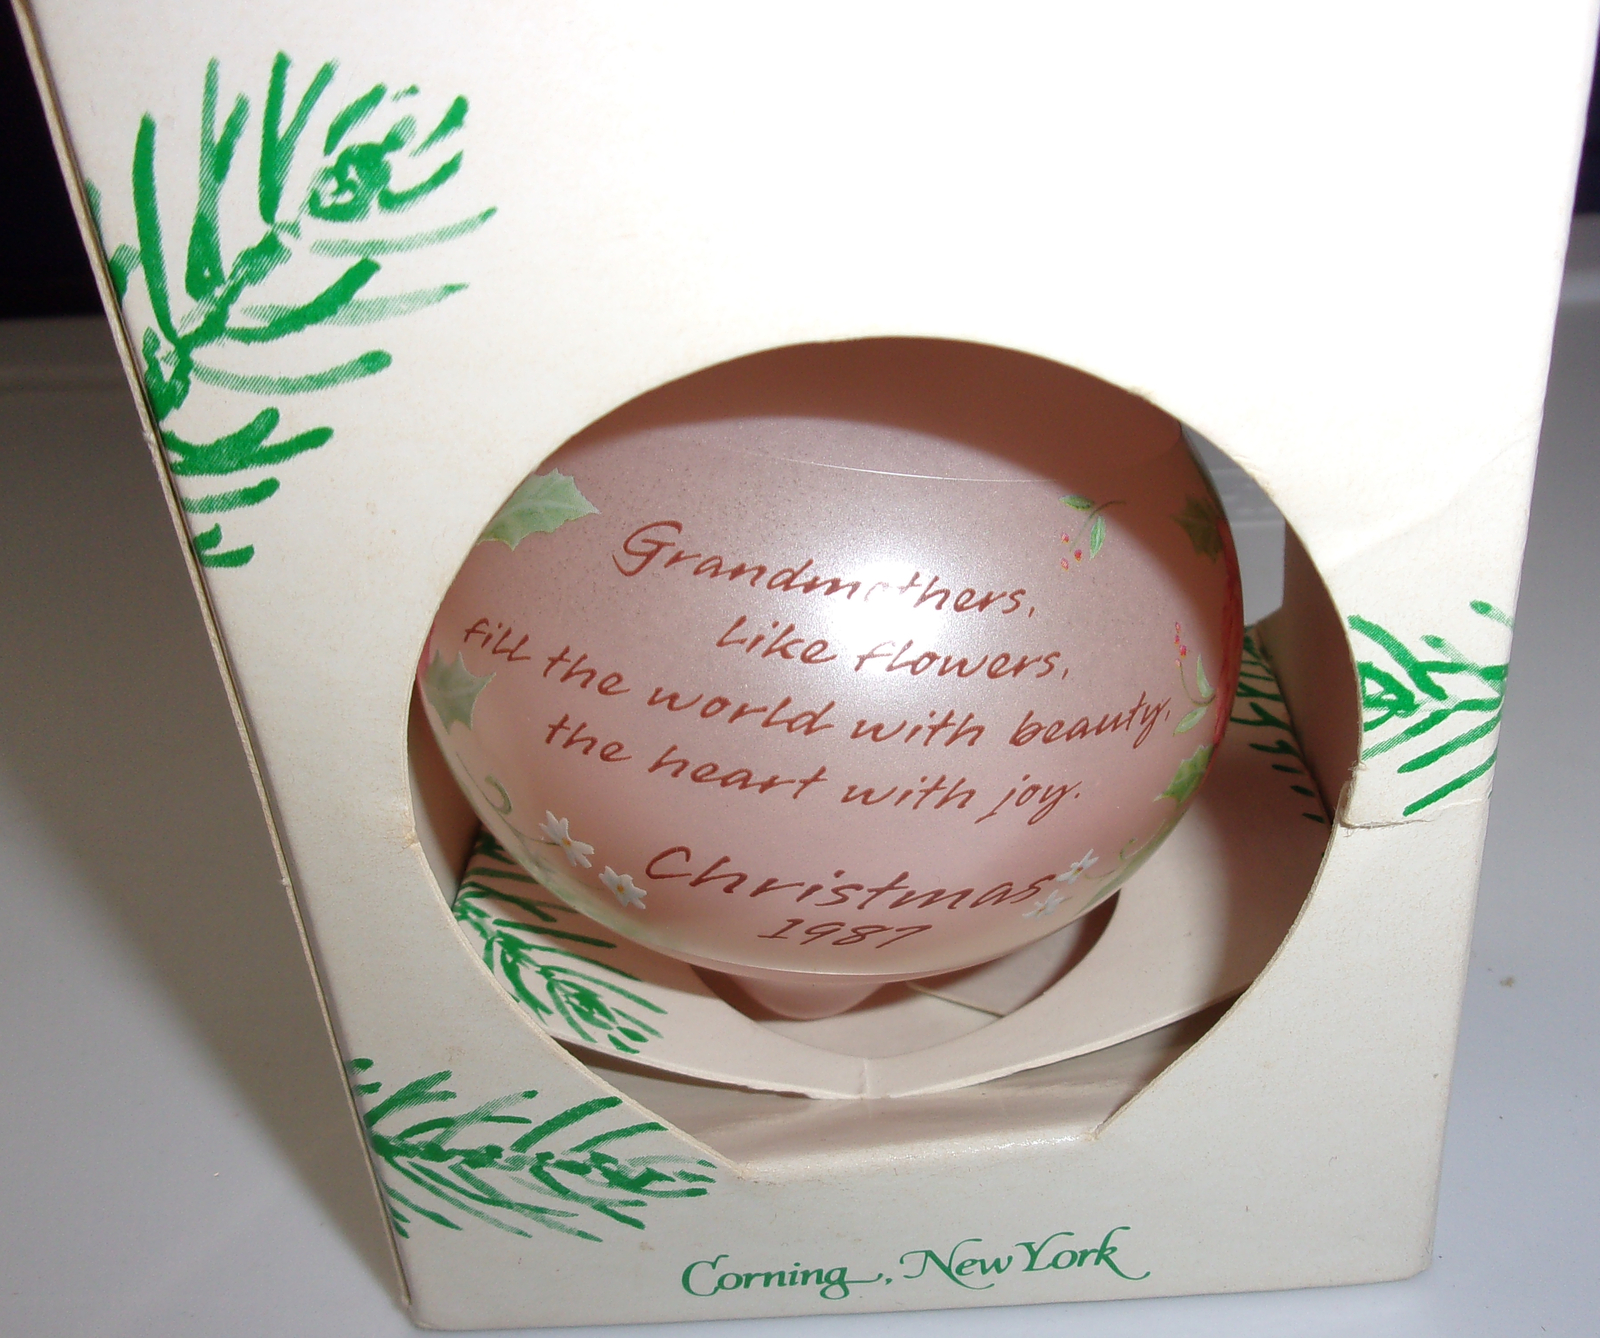 Grandmothers,
like flowers,
fill the world with beauty,
the heart with joy.
Christmas
1987
Corning, New York